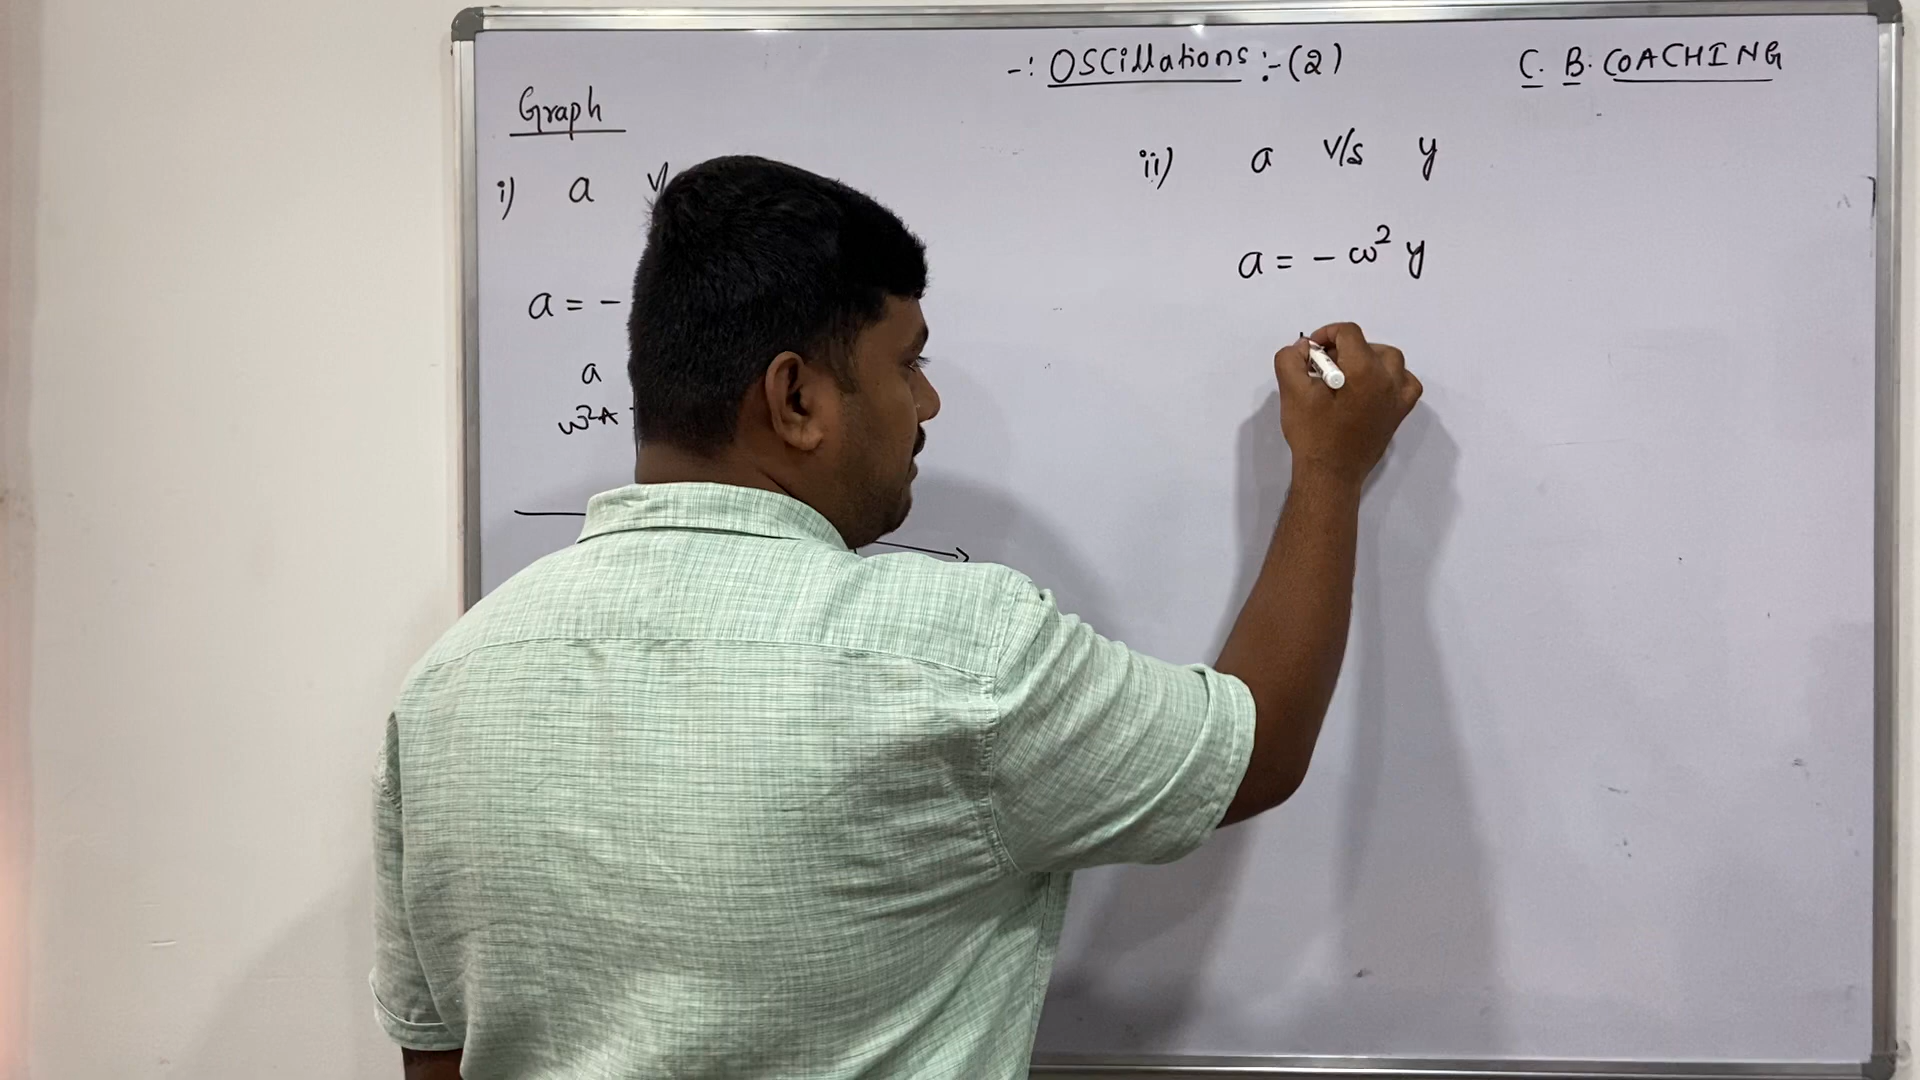 -: Oscillations :- (2)
C. B. COACHING
Graph
i) a
a = -
a
ω²A
ii) a v/s y
a = - ω² y